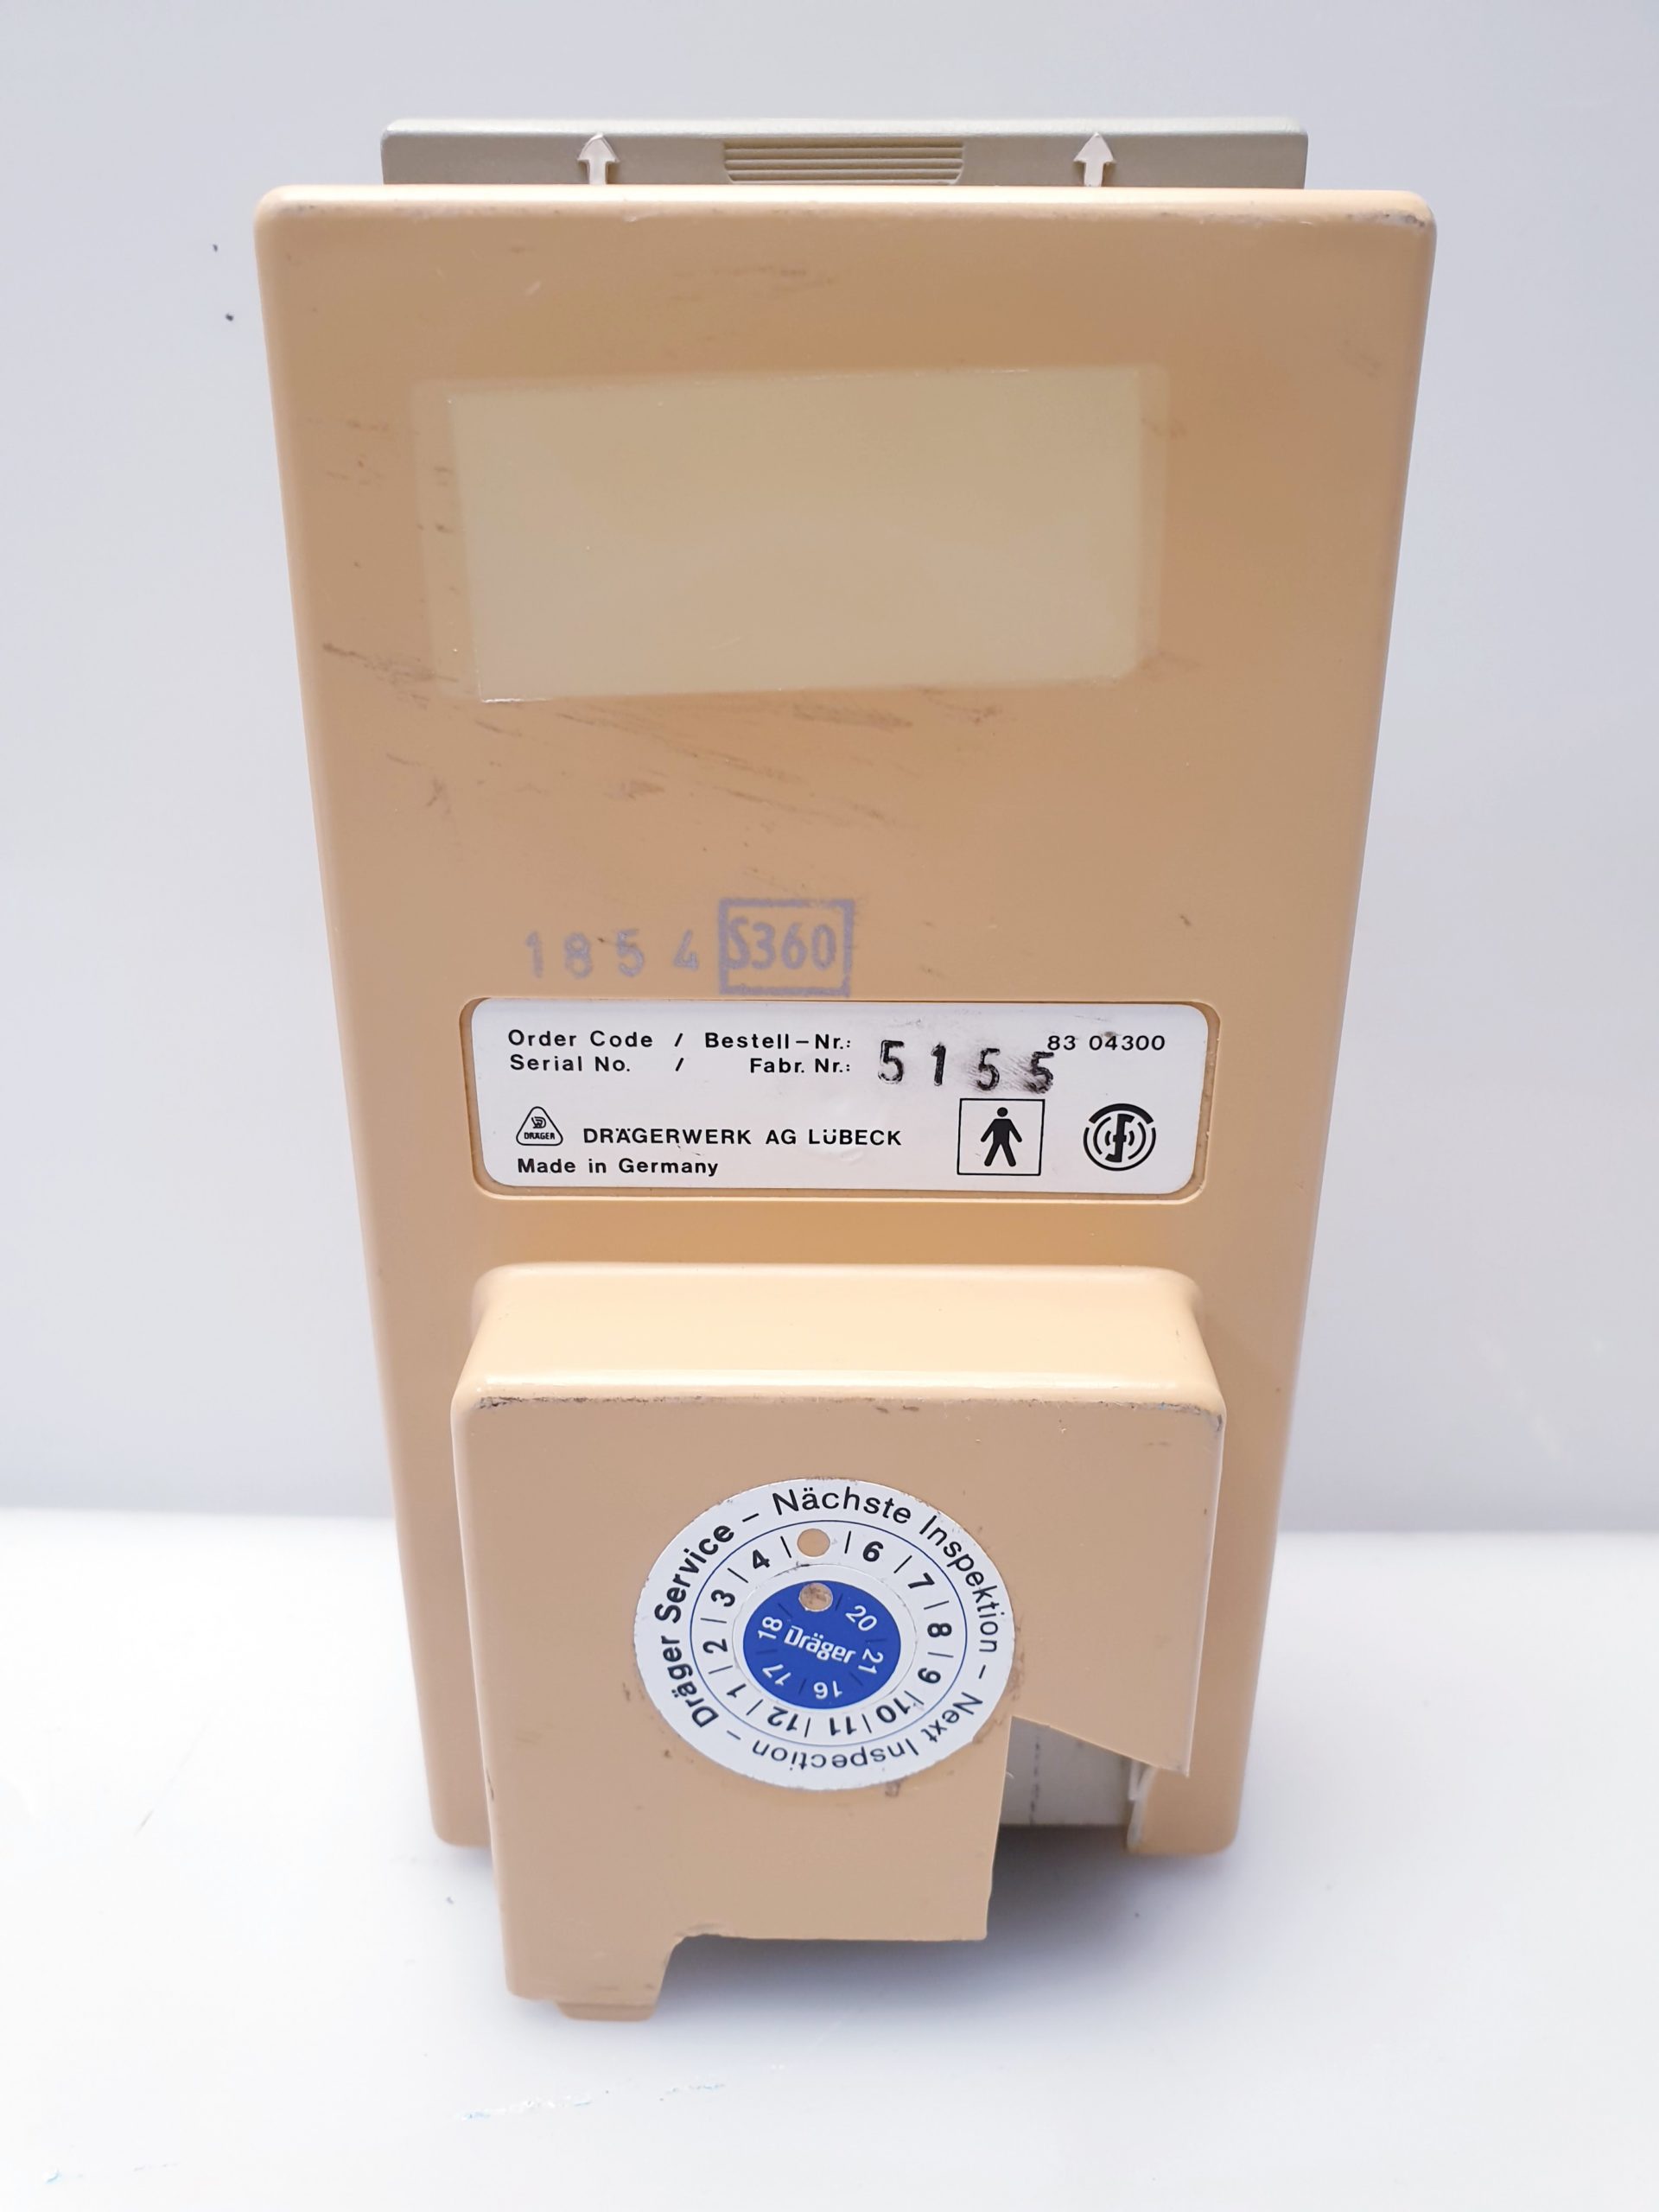 1854 S360
Order Code / Bestell-Nr.: 83 04300
Serial No. / Fabr. Nr.: 5155
DRÄGER DRÄGERWERK AG LÜBECK
Made in Germany
Dräger Service – Nächste Inspektion – Next Inspection –
1 | 2 | 3 | 4 | | 6 | 7 | 8 | 9 | 10 | 11 | 12 |
16 17 18 20 21
Dräger